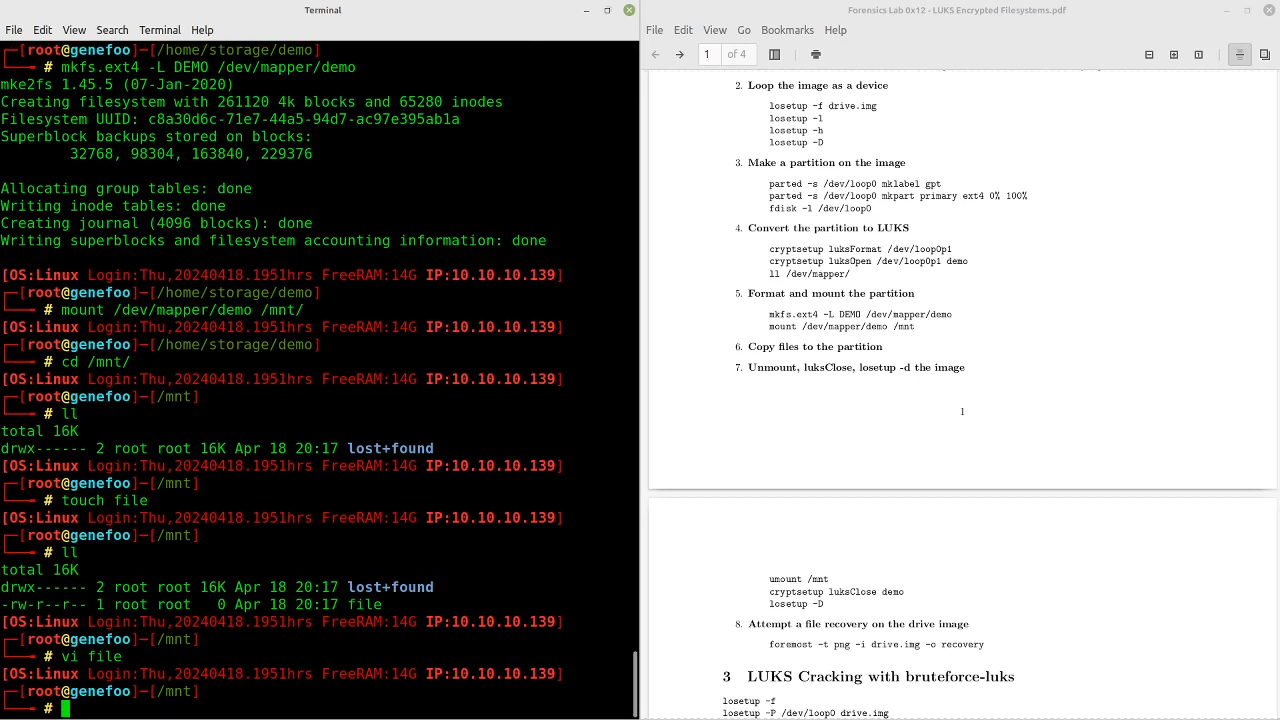 Terminal
File Edit View Search Terminal Help
┌─[root@genefoo]─[/home/storage/demo]
└──╼ # mkfs.ext4 -L DEMO /dev/mapper/demo
mke2fs 1.45.5 (07-Jan-2020)
Creating filesystem with 261120 4k blocks and 65280 inodes
Filesystem UUID: c8a30d6c-71e7-44a5-94d7-ac97e395ab1a
Superblock backups stored on blocks:
32768, 98304, 163840, 229376
Allocating group tables: done
Writing inode tables: done
Creating journal (4096 blocks): done
Writing superblocks and filesystem accounting information: done
[OS:Linux Login:Thu,20240418.1951hrs FreeRAM:14G IP:10.10.10.139]
┌─[root@genefoo]─[/home/storage/demo]
└──╼ # mount /dev/mapper/demo /mnt/
[OS:Linux Login:Thu,20240418.1951hrs FreeRAM:14G IP:10.10.10.139]
┌─[root@genefoo]─[/home/storage/demo]
└──╼ # cd /mnt/
[OS:Linux Login:Thu,20240418.1951hrs FreeRAM:14G IP:10.10.10.139]
┌─[root@genefoo]─[/mnt]
└──╼ # ll
total 16K
drwx------ 2 root root 16K Apr 18 20:17 lost+found
[OS:Linux Login:Thu,20240418.1951hrs FreeRAM:14G IP:10.10.10.139]
┌─[root@genefoo]─[/mnt]
└──╼ # touch file
[OS:Linux Login:Thu,20240418.1951hrs FreeRAM:14G IP:10.10.10.139]
┌─[root@genefoo]─[/mnt]
└──╼ # ll
total 16K
drwx------ 2 root root 16K Apr 18 20:17 lost+found
-rw-r--r-- 1 root root 0 Apr 18 20:17 file
[OS:Linux Login:Thu,20240418.1951hrs FreeRAM:14G IP:10.10.10.139]
┌─[root@genefoo]─[/mnt]
└──╼ # vi file
[OS:Linux Login:Thu,20240418.1951hrs FreeRAM:14G IP:10.10.10.139]
┌─[root@genefoo]─[/mnt]
└──╼ #
Forensics Lab 0x12 - LUKS Encrypted Filesystems.pdf
File Edit View Go Bookmarks Help
1 of 4
2. Loop the image as a device
losetup -f drive.img
losetup -l
losetup -h
losetup -D
3. Make a partition on the image
parted -s /dev/loop0 mklabel gpt
parted -s /dev/loop0 mkpart primary ext4 0% 100%
fdisk -l /dev/loop0
4. Convert the partition to LUKS
cryptsetup luksFormat /dev/loop0p1
cryptsetup luksOpen /dev/loop0p1 demo
ll /dev/mapper/
5. Format and mount the partition
mkfs.ext4 -L DEMO /dev/mapper/demo
mount /dev/mapper/demo /mnt
6. Copy files to the partition
7. Unmount, luksClose, losetup -d the image
1
umount /mnt
cryptsetup luksClose demo
losetup -D
8. Attempt a file recovery on the drive image
foremost -t png -i drive.img -o recovery
3 LUKS Cracking with bruteforce-luks
losetup -f
losetup -P /dev/loop0 drive.img